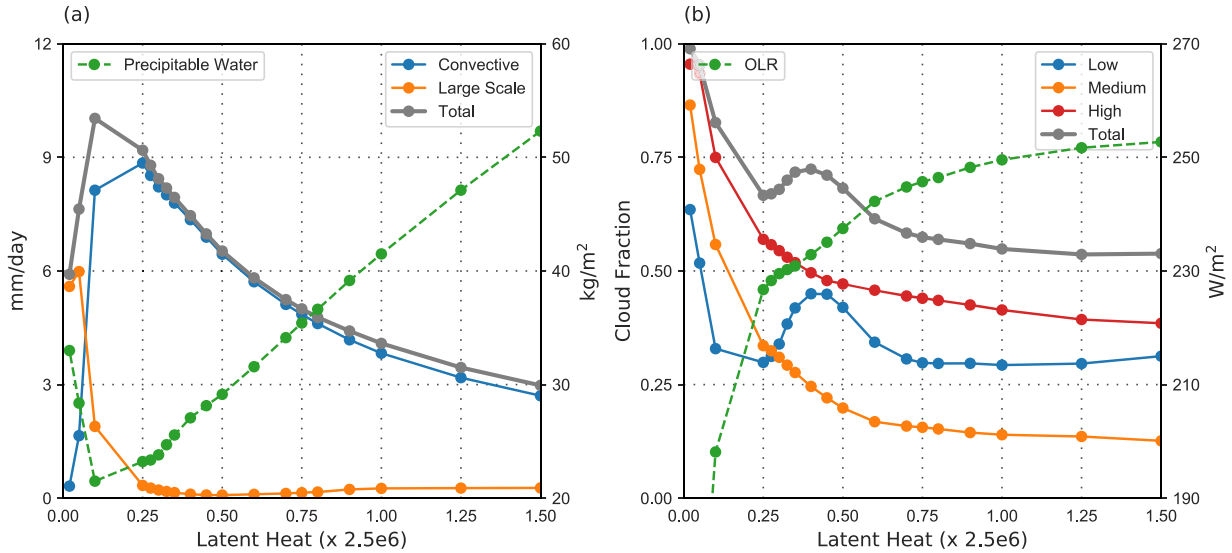 (a)
12
9
6
3
0
mm/day
Precipitable Water
Convective
Large Scale
Total
60
50
40
30
20
kg/m²
0.00 0.25 0.50 0.75 1.00 1.25 1.50
Latent Heat (x 2.5e6)
(b)
1.00
0.75
0.50
0.25
0.00
Cloud Fraction
OLR
Low
Medium
High
Total
270
250
230
210
190
W/m²
0.00 0.25 0.50 0.75 1.00 1.25 1.50
Latent Heat (x 2.5e6)